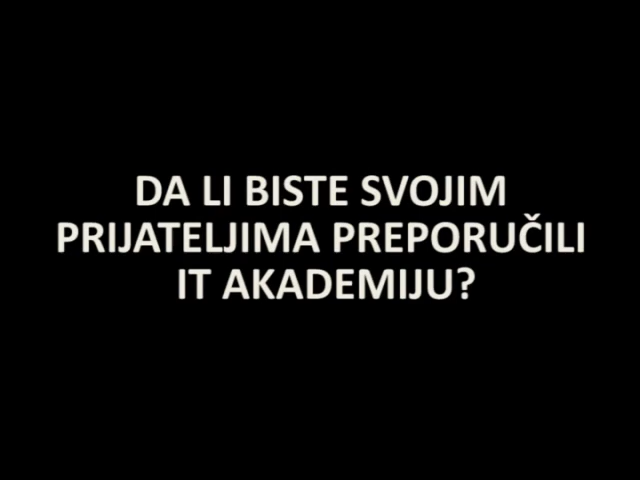 DA LI BISTE SVOJIM
PRIJATELJIMA PREPORUČILI
IT AKADEMIJU?